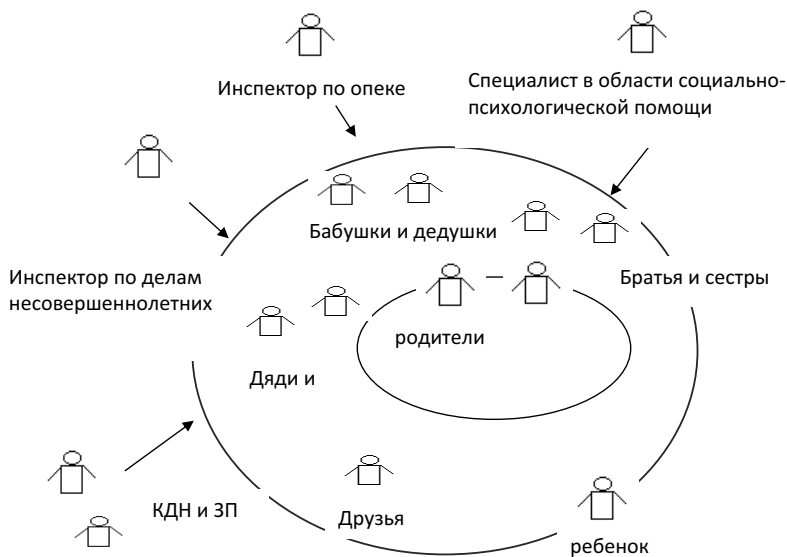 Инспектор по опеке
Специалист в области социально-
психологической помощи
Бабушки и дедушки
Инспектор по делам
несовершеннолетних
Братья и сестры
родители
Дяди и
КДН и ЗП
Друзья
ребенок